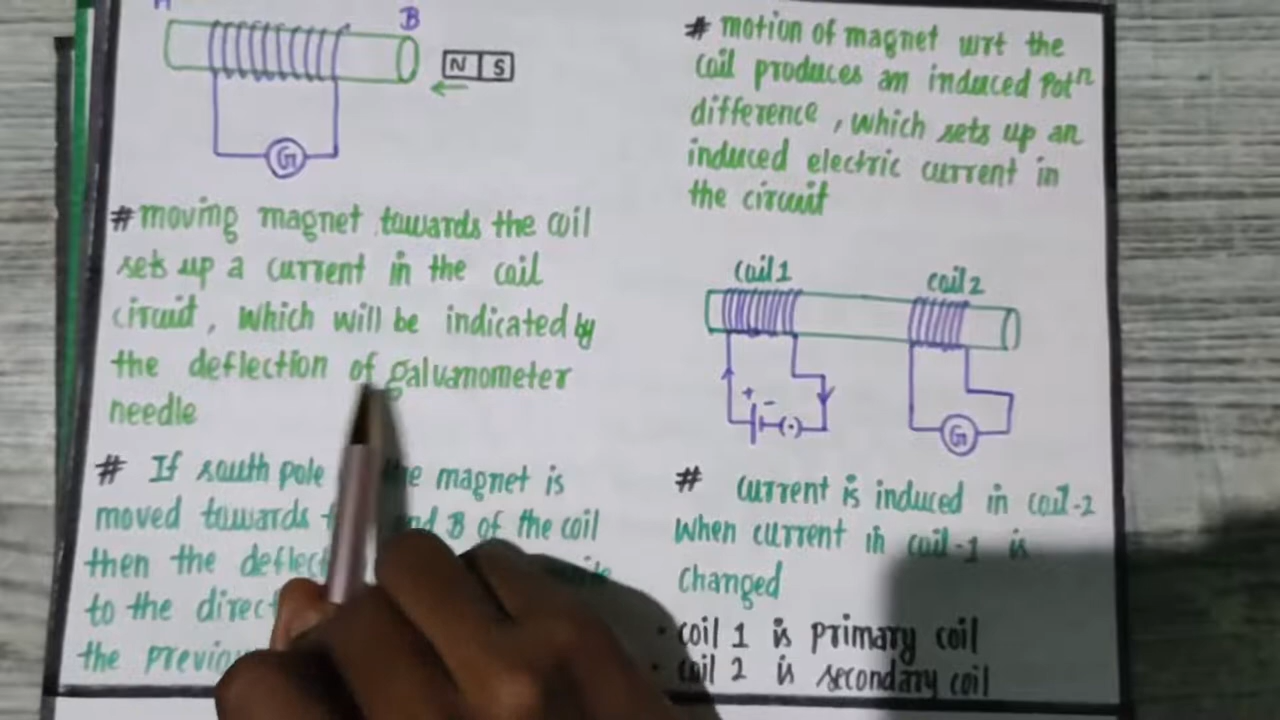 B
N S
G
# moving magnet towards the coil
sets up a current in the coil
circuit, which will be indicated by
the deflection of galvanometer
needle
# If south pole magnet is
moved towards B of the coil
then the
to the
the
# motion of magnet wrt the
coil produces an induced Potⁿ
difference, which sets up an
induced electric current in
the circuit
coil 1 coil 2
+ -
G
# current is induced in coil-2
when current in coil-1 is
changed
· coil 1 is primary coil
· coil 2 is secondary coil